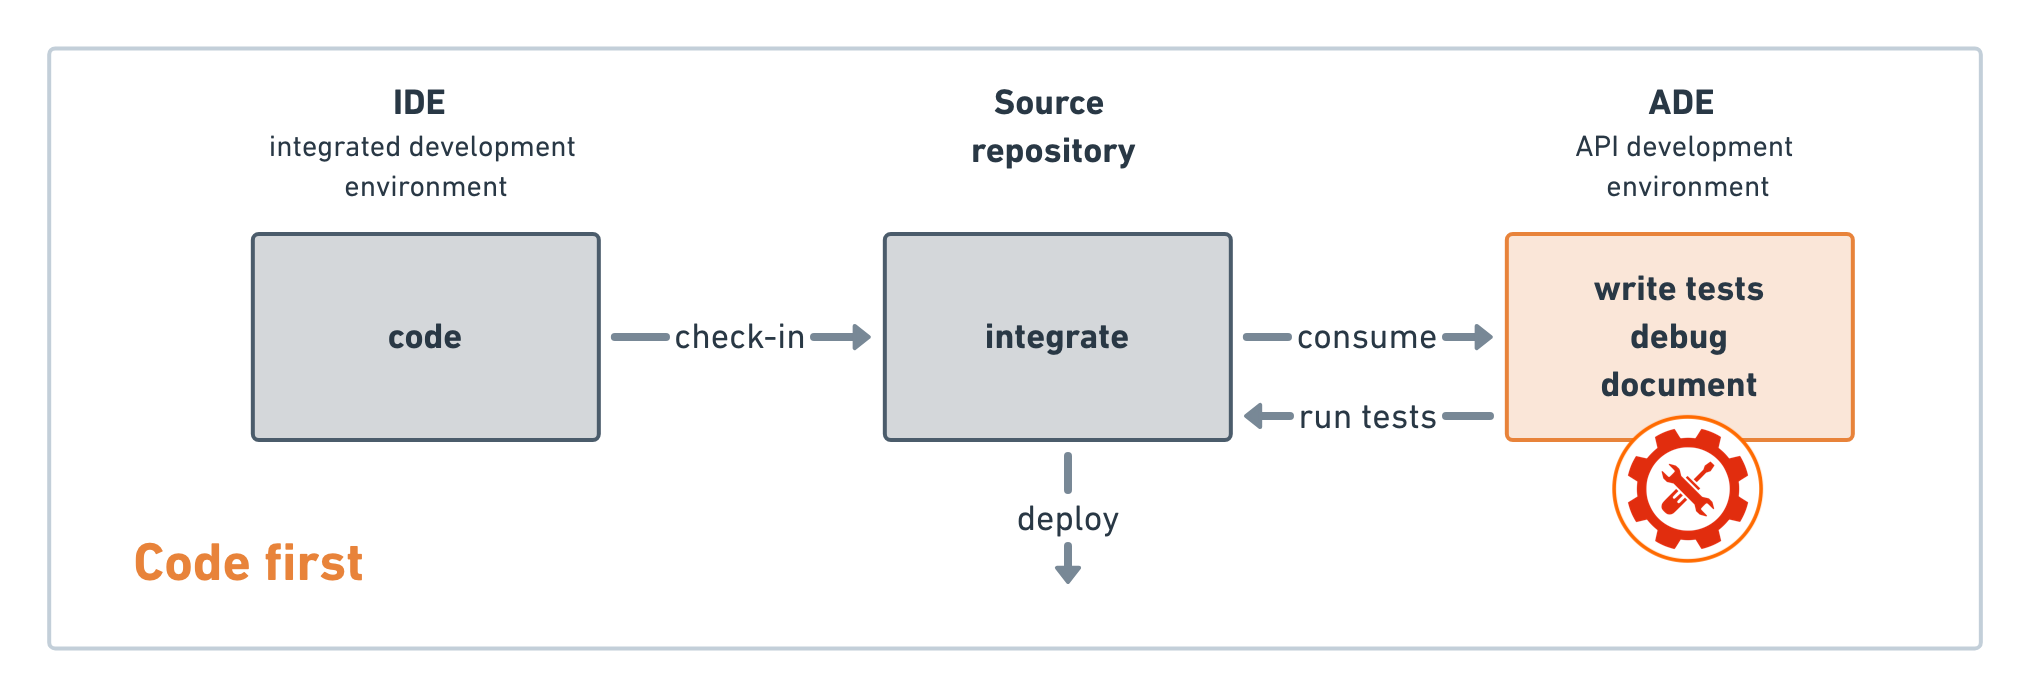 IDE
integrated development
environment
Source
repository
ADE
API development
environment
code
check-in
integrate
consume
run tests
write tests
debug
document
deploy
Code first